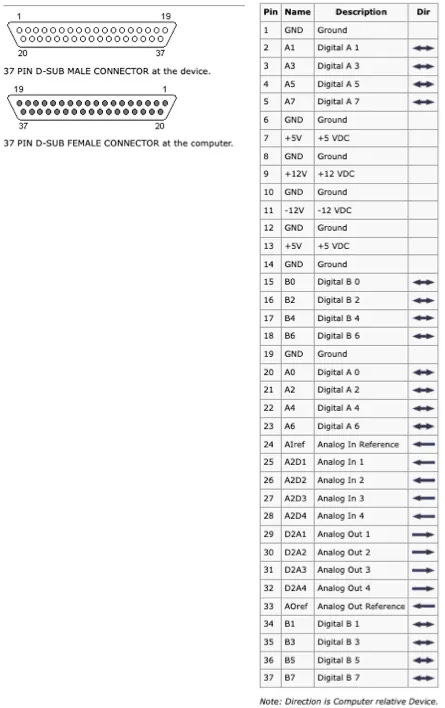 1 19
20 37
37 PIN D-SUB MALE CONNECTOR at the device.
19 1
37 20
37 PIN D-SUB FEMALE CONNECTOR at the computer.
Pin Name Description Dir
1 GND Ground
2 A1 Digital A 1
3 A3 Digital A 3
4 A5 Digital A 5
5 A7 Digital A 7
6 GND Ground
7 +5V +5 VDC
8 GND Ground
9 +12V +12 VDC
10 GND Ground
11 -12V -12 VDC
12 GND Ground
13 +5V +5 VDC
14 GND Ground
15 B0 Digital B 0
16 B2 Digital B 2
17 B4 Digital B 4
18 B6 Digital B 6
19 GND Ground
20 A0 Digital A 0
21 A2 Digital A 2
22 A4 Digital A 4
23 A6 Digital A 6
24 AIref Analog In Reference
25 A2D1 Analog In 1
26 A2D2 Analog In 2
27 A2D3 Analog In 3
28 A2D4 Analog In 4
29 D2A1 Analog Out 1
30 D2A2 Analog Out 2
31 D2A3 Analog Out 3
32 D2A4 Analog Out 4
33 AOref Analog Out Reference
34 B1 Digital B 1
35 B3 Digital B 3
36 B5 Digital B 5
37 B7 Digital B 7
Note: Direction is Computer relative Device.